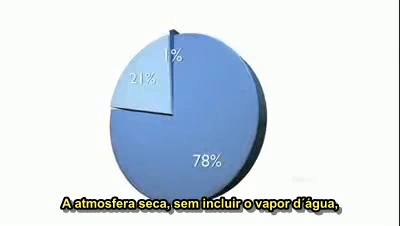 1%
21%
78%
A atmosfera seca, sem incluir o vapor d´água,